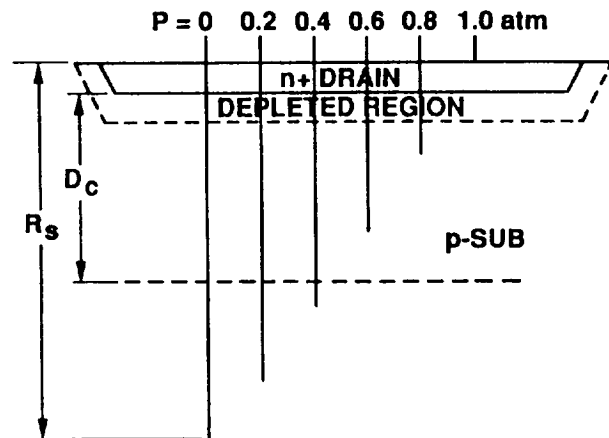 P = 0 0.2 0.4 0.6 0.8 1.0 atm
n+ DRAIN
DEPLETED REGION
Dc
Rs
p-SUB